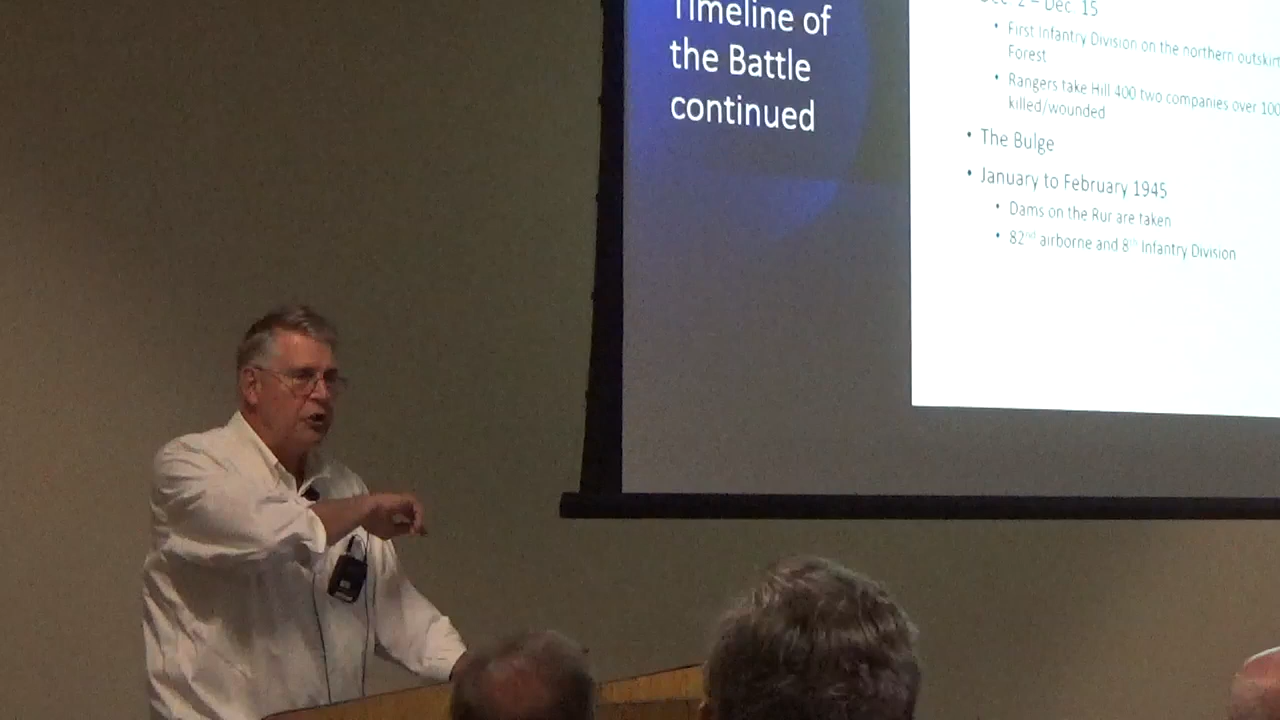 Timeline of
the Battle
continued
Dec. 2 – Dec. 15
• First Infantry Division on the northern outskirt
Forest
• Rangers take Hill 400 two companies over 100
killed/wounded
• The Bulge
• January to February 1945
• Dams on the Rur are taken
• 82nd airborne and 8th Infantry Division